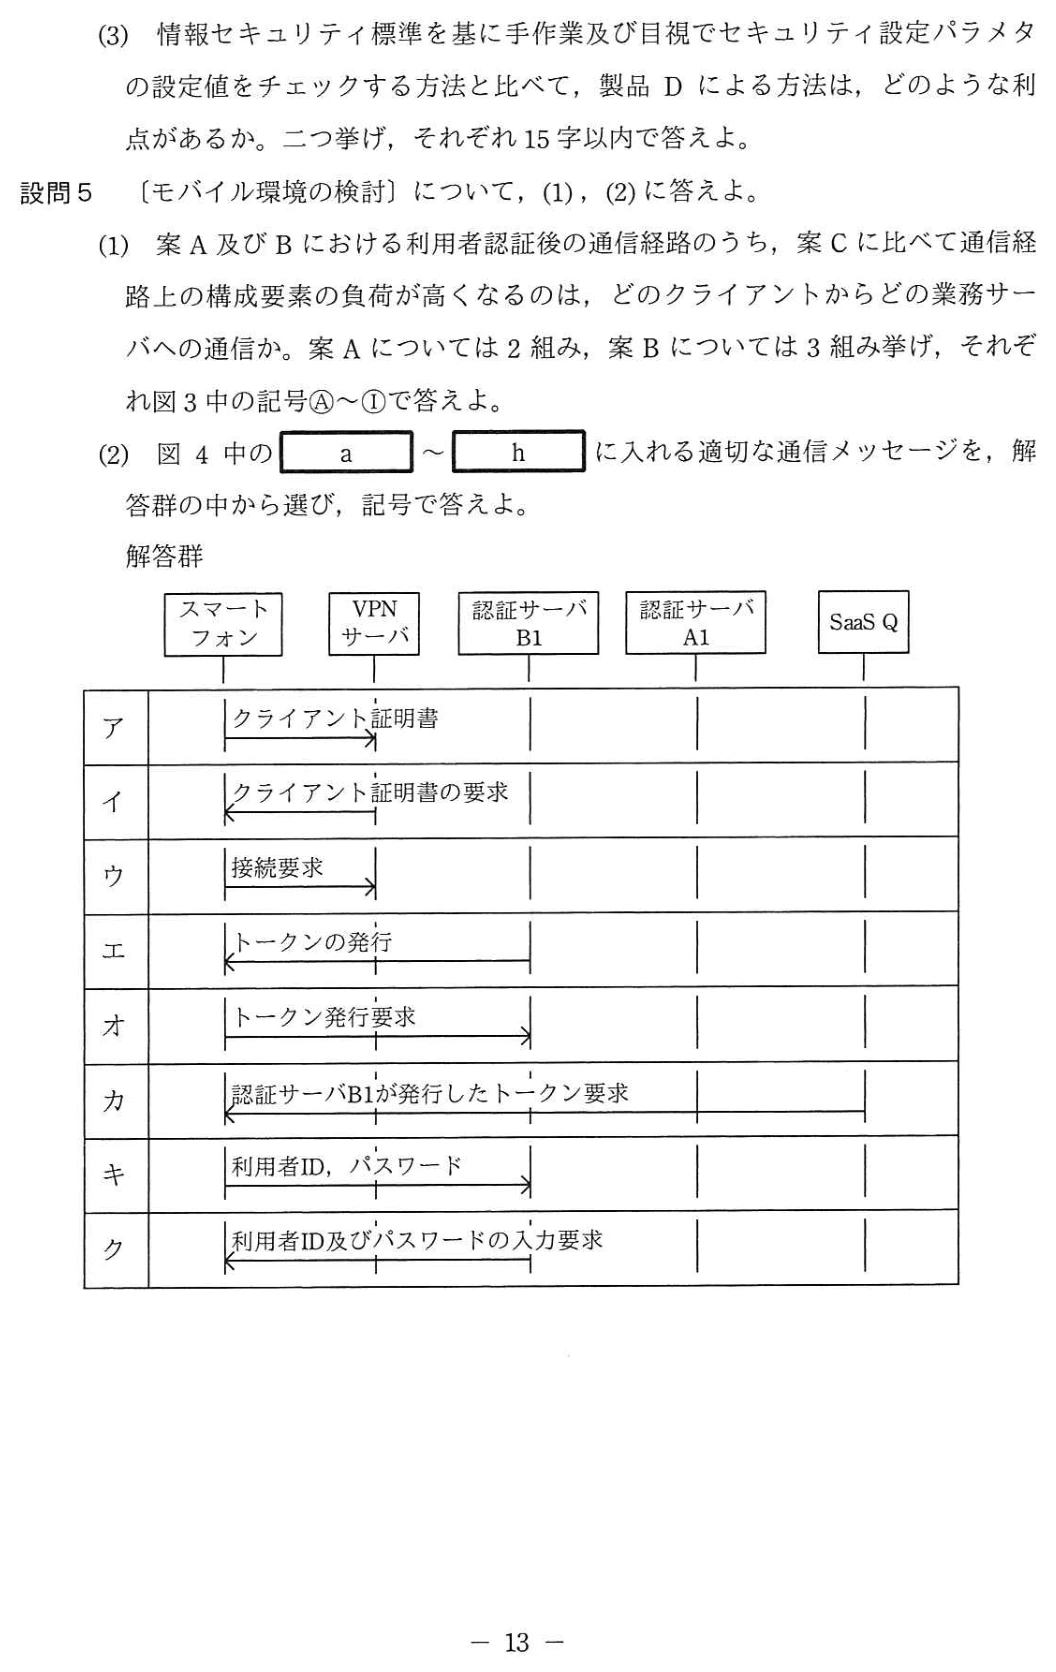 (3) 情報セキュリティ標準を基に手作業及び目視でセキュリティ設定パラメタ
の設定値をチェックする方法と比べて，製品 D による方法は，どのような利
点があるか。二つ挙げ，それぞれ 15 字以内で答えよ。
設問5 〔モバイル環境の検討〕について，(1)，(2) に答えよ。
(1) 案 A 及び B における利用者認証後の通信経路のうち，案 C に比べて通信経
路上の構成要素の負荷が高くなるのは，どのクライアントからどの業務サー
バへの通信か。案 A については 2 組み，案 B については 3 組み挙げ，それぞ
れ図 3 中の記号Ⓐ～Ⓘで答えよ。
(2) 図 4 中の a ～ h に入れる適切な通信メッセージを，解
答群の中から選び，記号で答えよ。
解答群
スマート
フォン
VPN
サーバ
認証サーバ
B1
認証サーバ
A1
SaaS Q
ア クライアント証明書
イ クライアント証明書の要求
ウ 接続要求
エ トークンの発行
オ トークン発行要求
カ 認証サーバB1が発行したトークン要求
キ 利用者ID，パスワード
ク 利用者ID及びパスワードの入力要求
－ 13 －